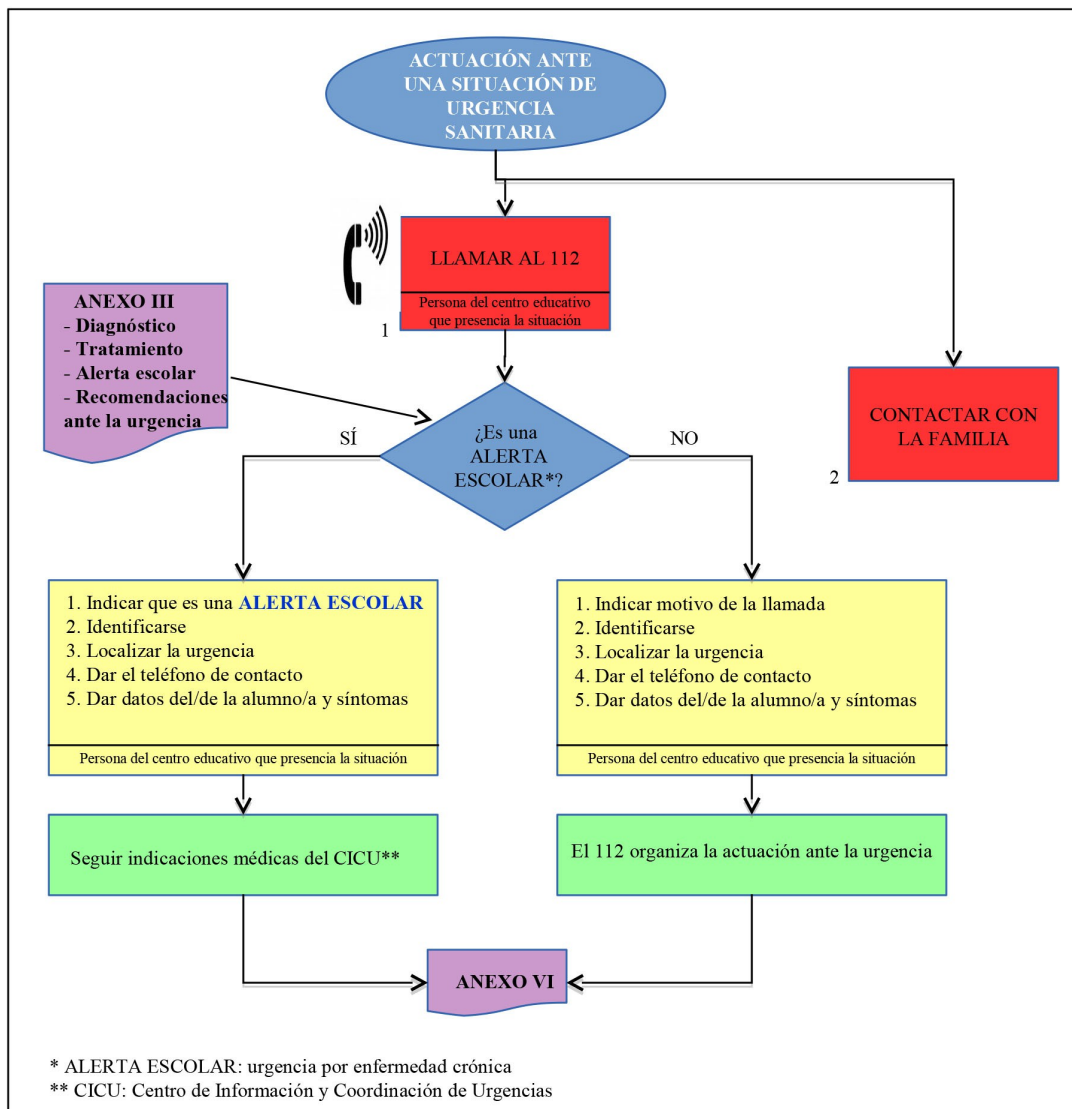 ACTUACIÓN ANTE
UNA SITUACIÓN DE
URGENCIA
SANITARIA
LLAMAR AL 112
Persona del centro educativo
que presencia la situación
1
ANEXO III
- Diagnóstico
- Tratamiento
- Alerta escolar
- Recomendaciones
ante la urgencia
CONTACTAR CON
LA FAMILIA
2
¿Es una
ALERTA
ESCOLAR*?
SÍ
NO
1. Indicar que es una ALERTA ESCOLAR
2. Identificarse
3. Localizar la urgencia
4. Dar el teléfono de contacto
5. Dar datos del/de la alumno/a y síntomas
Persona del centro educativo que presencia la situación
1. Indicar motivo de la llamada
2. Identificarse
3. Localizar la urgencia
4. Dar el teléfono de contacto
5. Dar datos del/de la alumno/a y síntomas
Persona del centro educativo que presencia la situación
Seguir indicaciones médicas del CICU**
El 112 organiza la actuación ante la urgencia
ANEXO VI
* ALERTA ESCOLAR: urgencia por enfermedad crónica
** CICU: Centro de Información y Coordinación de Urgencias